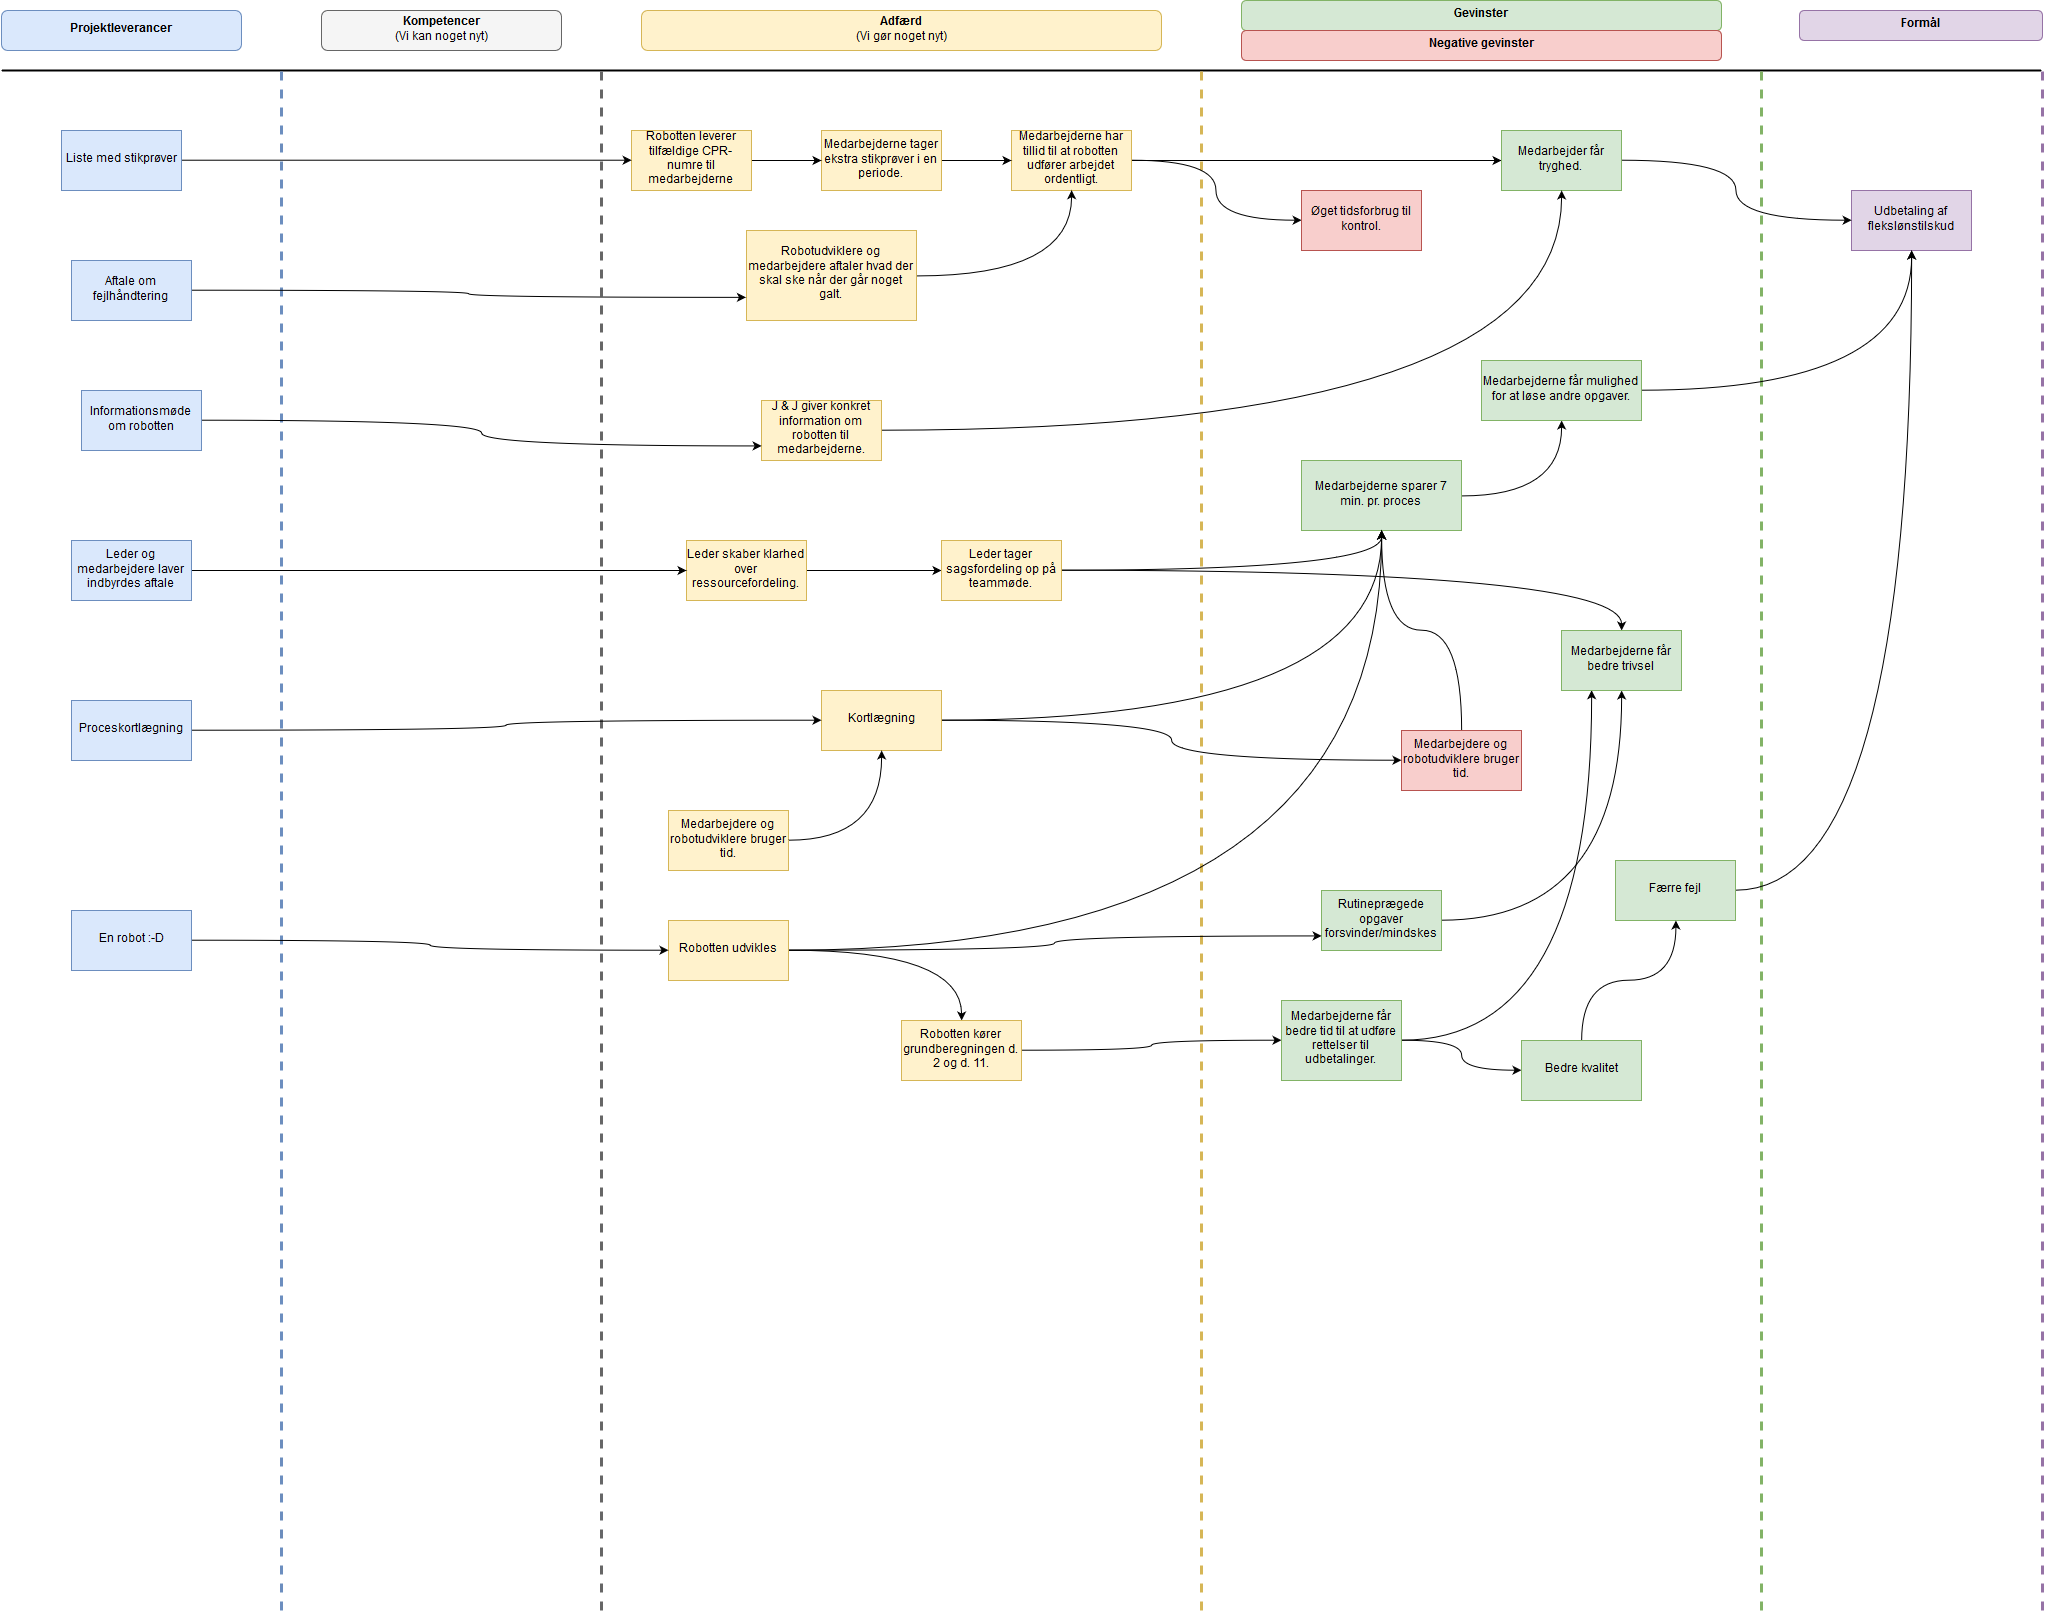 Projektleverancer
Kompetencer
(Vi kan noget nyt)
Adfærd
(Vi gør noget nyt)
Gevinster
Negative gevinster
Formål
Liste med stikprøver
Robotten leverer
tilfældige CPR-
numre til
medarbejderne
Medarbejderne tager
ekstra stikprøver i en
periode.
Medarbejderne har
tillid til at robotten
udfører arbejdet
ordentligt.
Medarbejder får
tryghed.
Øget tidsforbrug til
kontrol.
Udbetaling af
flekslønstilskud
Aftale om
fejlhåndtering
Robotudviklere og
medarbejdere aftaler hvad der
skal ske når der går noget
galt.
Informationsmøde
om robotten
J & J giver konkret
information om
robotten til
medarbejderne.
Medarbejderne får mulighed
for at løse andre opgaver.
Medarbejderne sparer 7
min. pr. proces
Leder og
medarbejdere laver
indbyrdes aftale
Leder skaber klarhed
over
ressourcefordeling.
Leder tager
sagsfordeling op på
teammøde.
Medarbejderne får
bedre trivsel
Proceskortlægning
Kortlægning
Medarbejdere og
robotudviklere bruger
tid.
Medarbejdere og
robotudviklere bruger
tid.
En robot :-D
Robotten udvikles
Rutineprægede
opgaver
forsvinder/mindskes
Færre fejl
Robotten kører
grundberegningen d.
2 og d. 11.
Medarbejderne får
bedre tid til at udføre
rettelser til
udbetalinger.
Bedre kvalitet